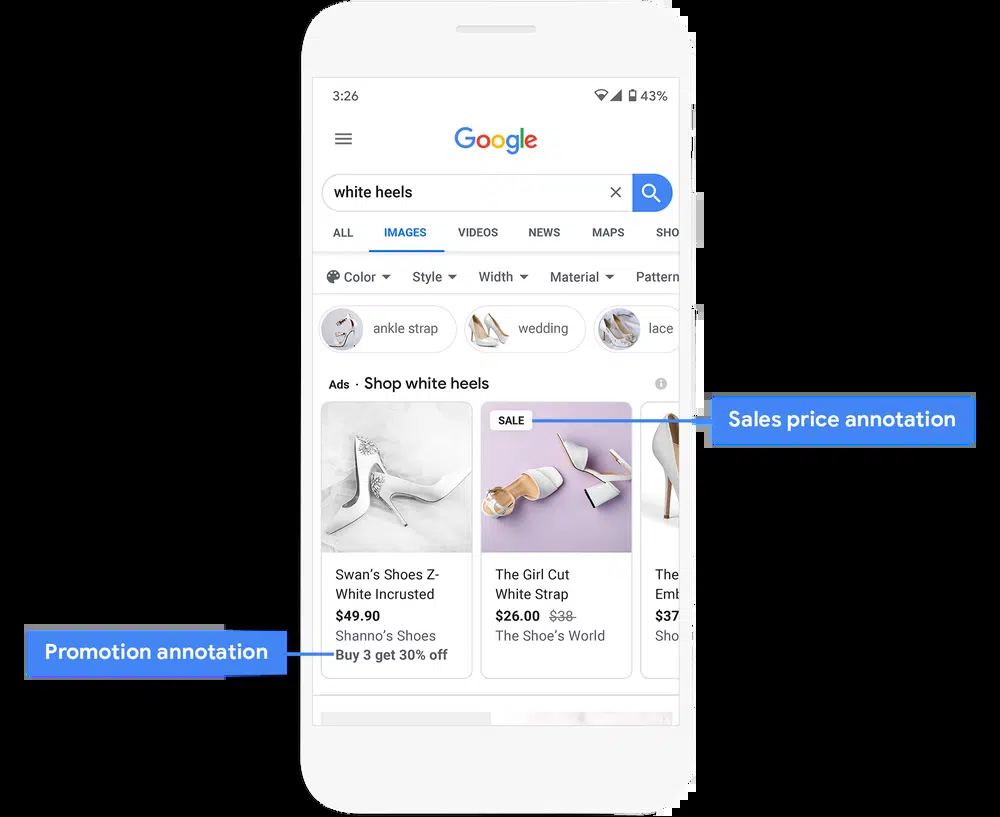 3:26
43%
Google
white heels
ALL IMAGES VIDEOS NEWS MAPS SHO
Color Style Width Material Pattern
ankle strap wedding lace
Ads · Shop white heels
SALE
Sales price annotation
Swan's Shoes Z-
White Incrusted
$49.90
Shanno's Shoes
Buy 3 get 30% off
Promotion annotation
The Girl Cut
White Strap
$26.00 $38
The Shoe's World
The
Emb
$37
Sho